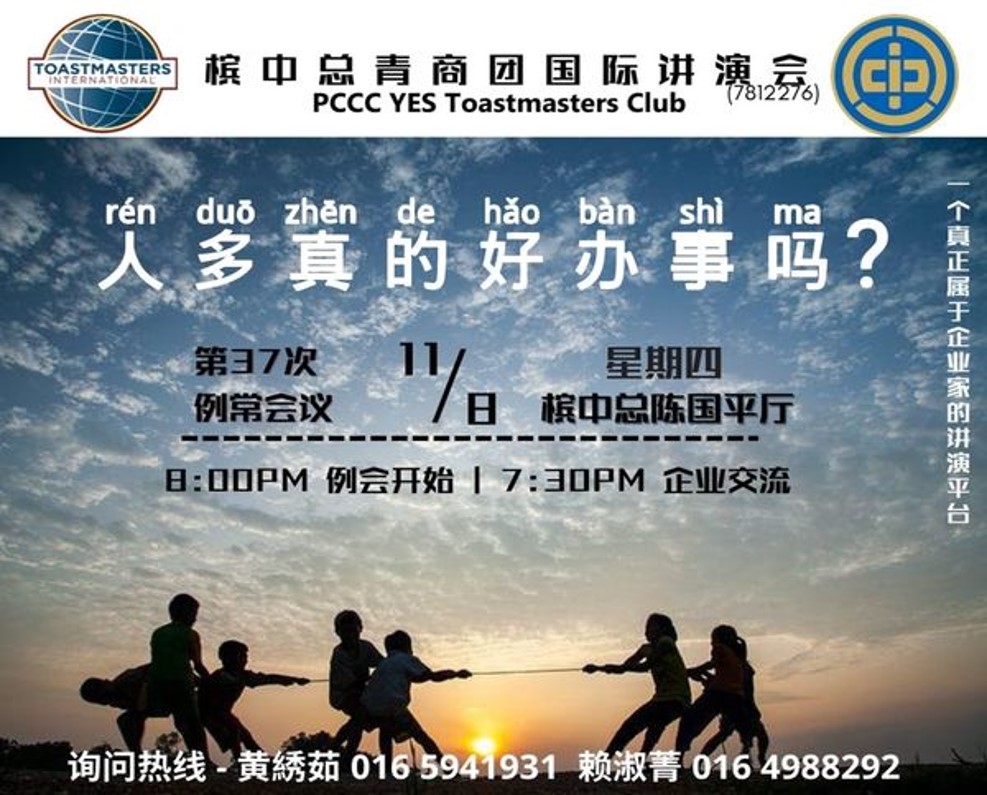 TOASTMASTERS
INTERNATIONAL
槟中总青商团国际讲演会
PCCC YES Toastmasters Club
(7812276)
rén duō zhēn de hǎo bàn shì ma
人多真的好办事吗?
第37次 11/8 星期四
例常会议 槟中总陈国平厅
8:00PM 例会开始 | 7:30PM 企业交流
一个真正属于企业家的讲演平台
询问热线 - 黄綉茹 016 5941931 赖淑菁 016 4988292